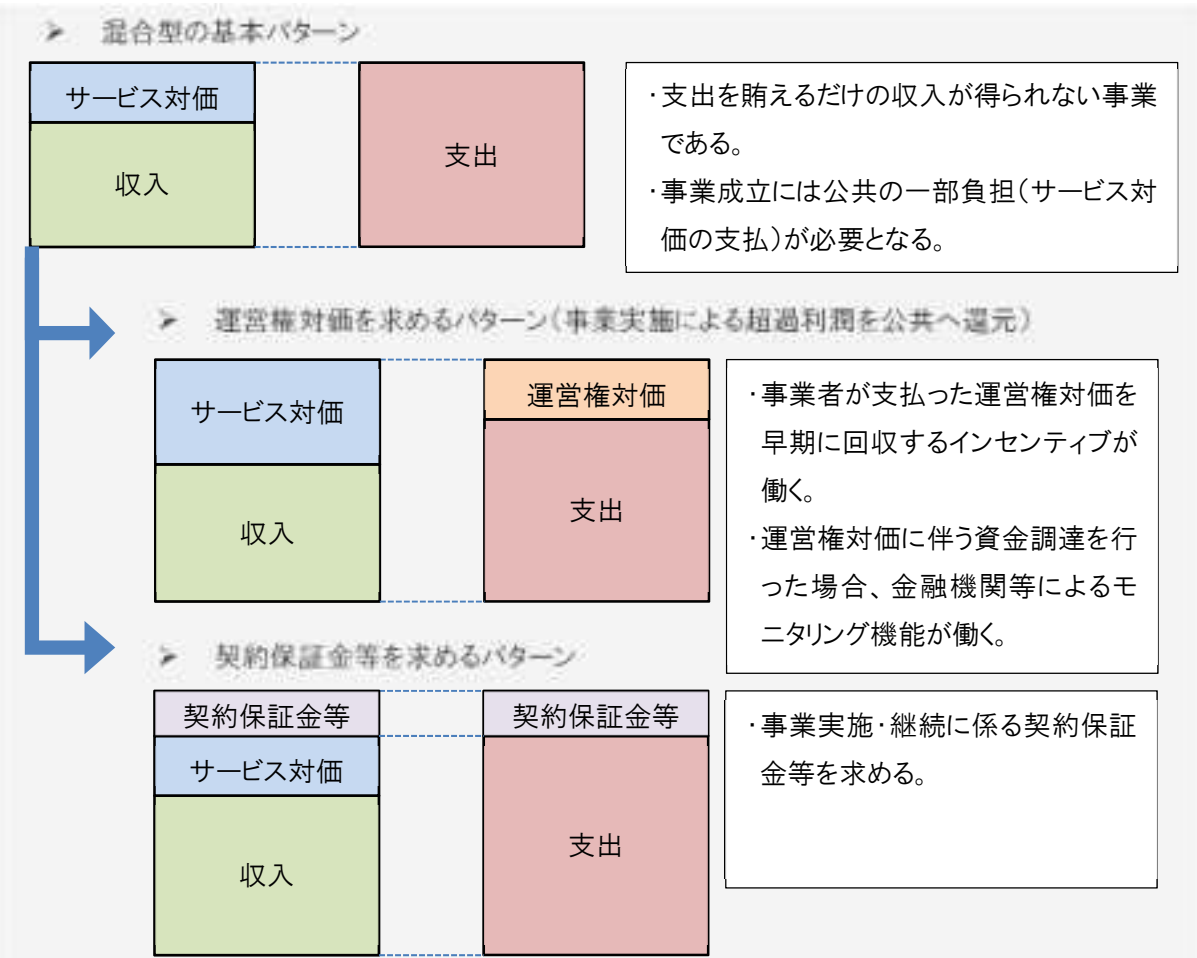 ➢ 混合型の基本パターン
サービス対価
収入
支出
・支出を賄えるだけの収入が得られない事業
である。
・事業成立には公共の一部負担（サービス対
価の支払）が必要となる。
➢ 運営権対価を求めるパターン（事業実施による超過利潤を公共へ還元）
サービス対価
収入
運営権対価
支出
・事業者が支払った運営権対価を
早期に回収するインセンティブが
働く。
・運営権対価に伴う資金調達を行
った場合、金融機関等によるモ
ニタリング機能が働く。
➢ 契約保証金等を求めるパターン
契約保証金等
サービス対価
収入
契約保証金等
支出
・事業実施・継続に係る契約保証
金等を求める。